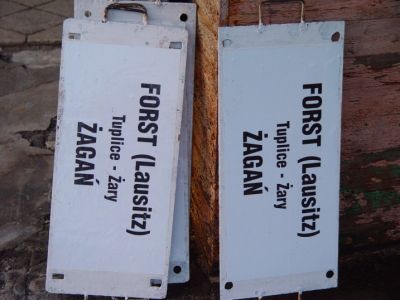 FORST (Lausitz)
Tuplice - Żary
ŻAGAŃ
FORST (Lausitz)
Tuplice - Żary
ŻAGAŃ